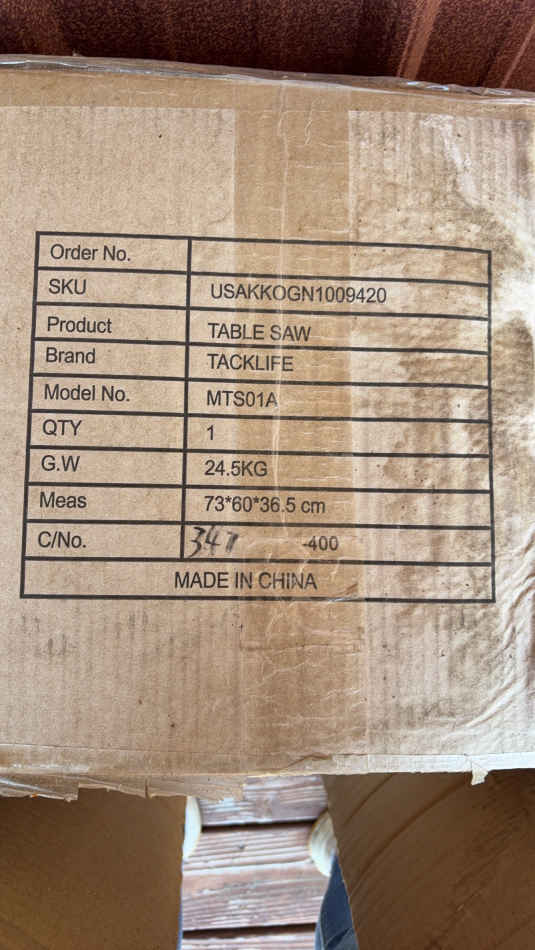 Order No.
SKU USAKKOGN1009420
Product TABLE SAW
Brand TACKLIFE
Model No. MTS01A
QTY 1
G.W 24.5KG
Meas 73*60*36.5 cm
C/No. 347 -400
MADE IN CHINA